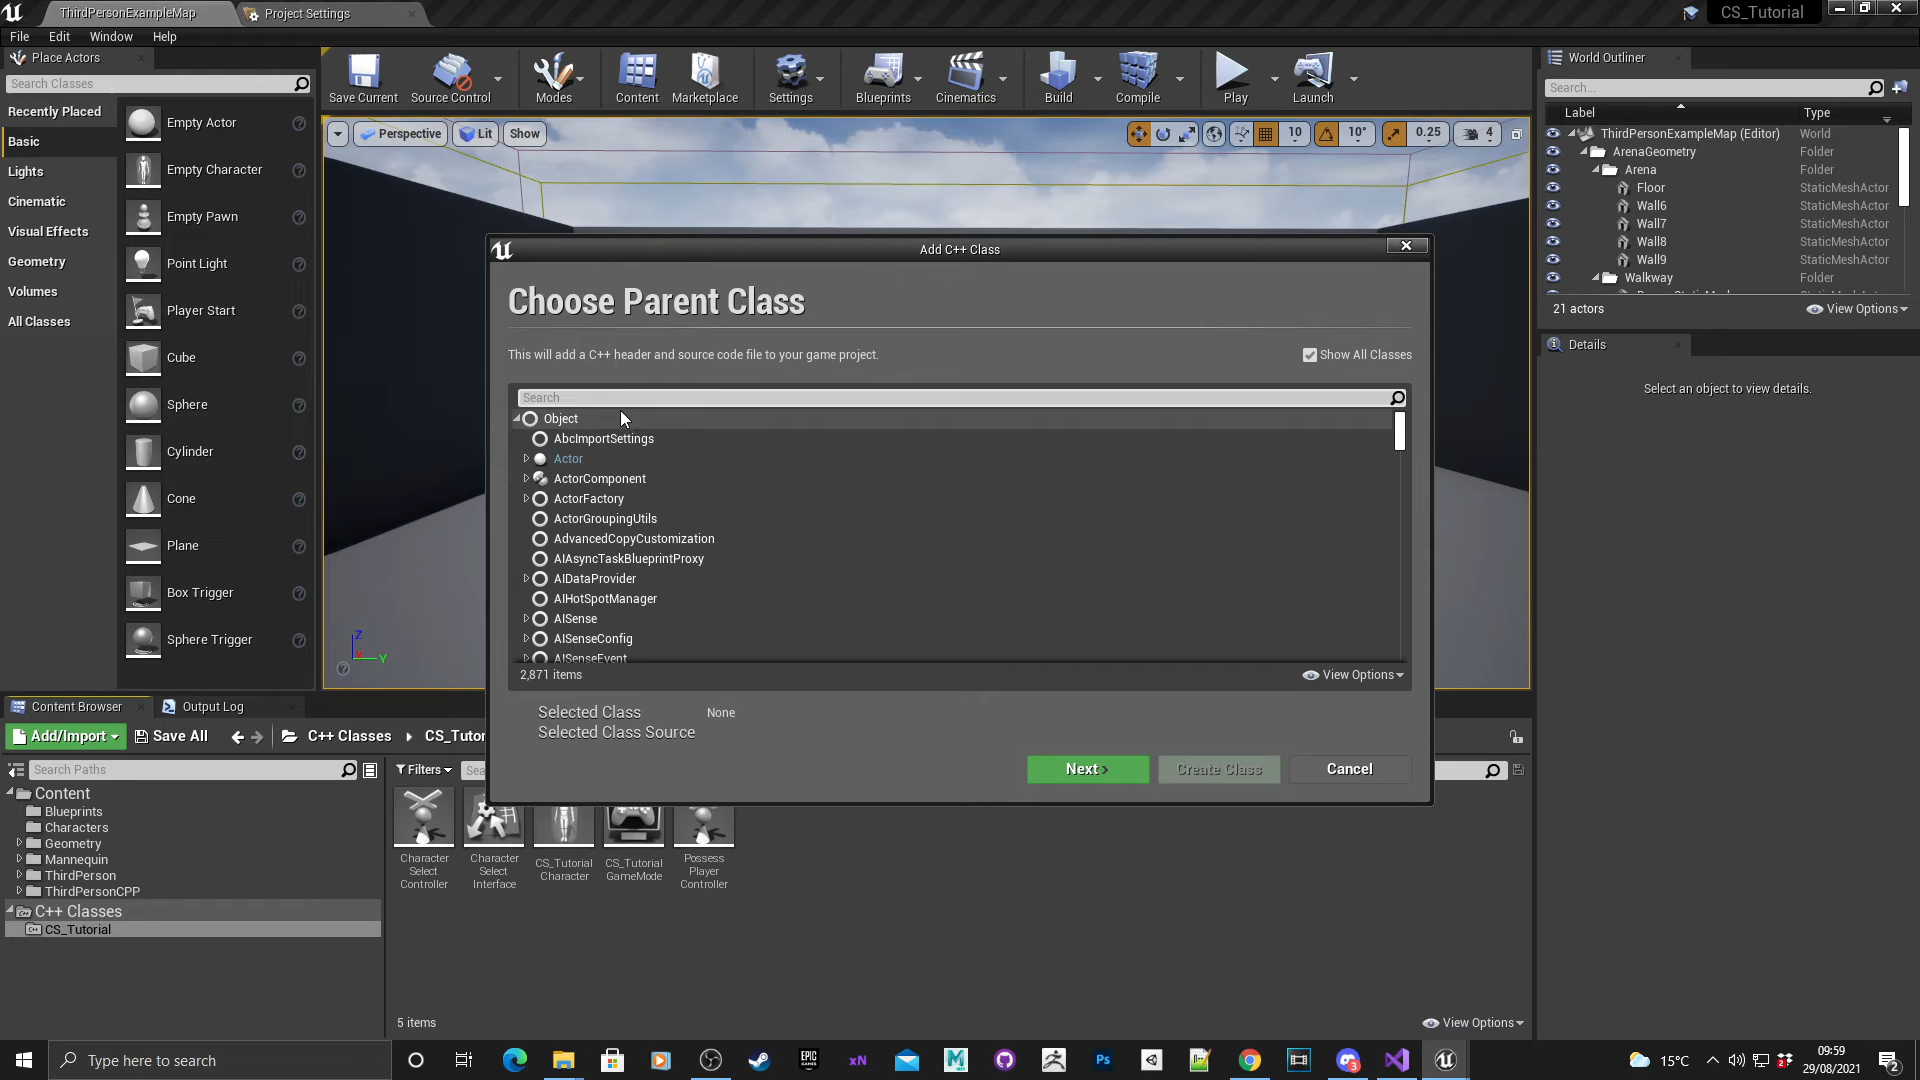 ThirdPersonExampleMap
Project Settings
CS_Tutorial
File Edit Window Help
Place Actors
Search Classes
Recently Placed
Basic
Lights
Cinematic
Visual Effects
Geometry
Volumes
All Classes
Empty Actor
Empty Character
Empty Pawn
Point Light
Player Start
Cube
Sphere
Cylinder
Cone
Plane
Box Trigger
Sphere Trigger
Save Current
Source Control
Modes
Content
Marketplace
Settings
Blueprints
Cinematics
Build
Compile
Play
Launch
Perspective
Lit
Show
10
10°
0.25
4
Z
Y
World Outliner
Search...
Label Type
ThirdPersonExampleMap (Editor) World
ArenaGeometry Folder
Arena Folder
Floor StaticMeshActor
Wall6 StaticMeshActor
Wall7 StaticMeshActor
Wall8 StaticMeshActor
Wall9 StaticMeshActor
Walkway Folder
21 actors
View Options
Details
Select an object to view details.
Add C++ Class
Choose Parent Class
This will add a C++ header and source code file to your game project.
Show All Classes
Search
Object
AbcImportSettings
Actor
ActorComponent
ActorFactory
ActorGroupingUtils
AdvancedCopyCustomization
AIAsyncTaskBlueprintProxy
AIDataProvider
AIHotSpotManager
AISense
AISenseConfig
AISenseEvent
2,871 items
View Options
Selected Class None
Selected Class Source
Next
Create Class
Cancel
Content Browser
Output Log
Add/Import
Save All
C++ Classes
CS_Tutor
Search Paths
Filters
Sea
Content
Blueprints
Characters
Geometry
Mannequin
ThirdPerson
ThirdPersonCPP
C++ Classes
CS_Tutorial
Character
Select
Controller
Character
Select
Interface
CS_Tutorial
Character
CS_Tutorial
GameMode
Possess
Player
Controller
5 items
View Options
Type here to search
EPIC
GAMES
xN
M
Ps
3
15°C
2
09:59
29/08/2021
2